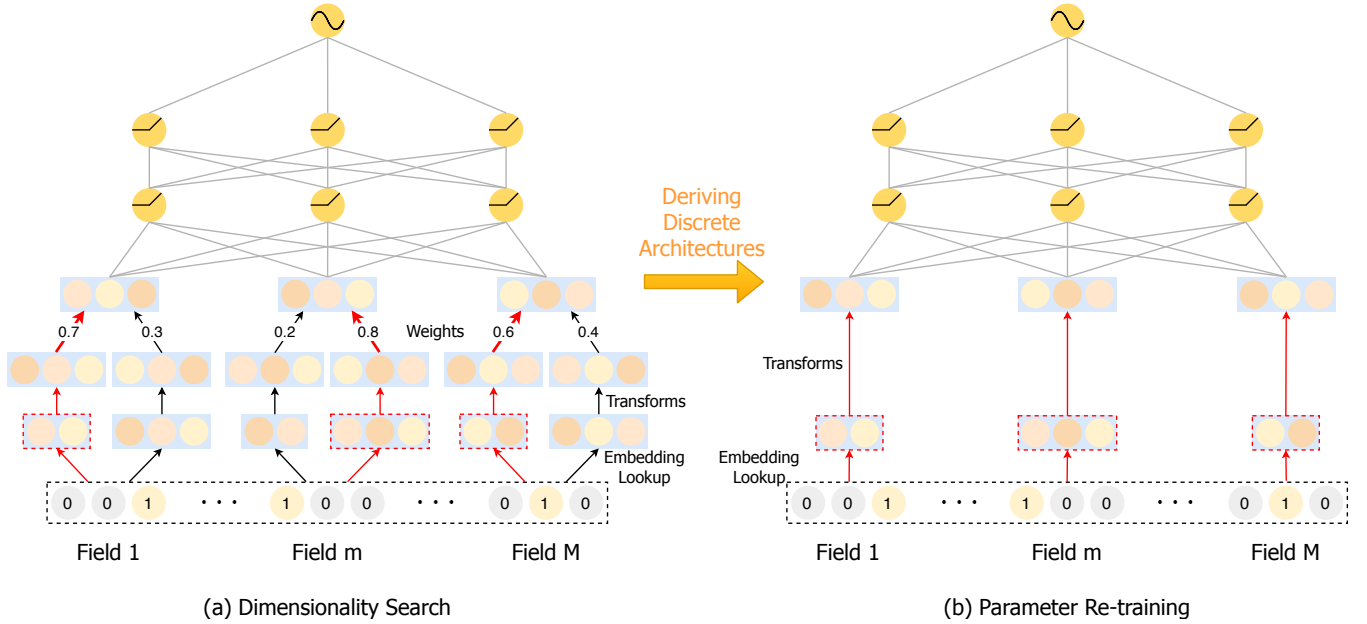 Deriving
Discrete
Architectures
0.7 0.3 0.2 0.8 Weights 0.6 0.4
Transforms
Transforms
Embedding
Lookup
Embedding
Lookup
0 0 1 · · · 1 0 0 · · · 0 1 0
0 0 1 · · · 1 0 0 · · · 0 1 0
Field 1 Field m Field M
Field 1 Field m Field M
(a) Dimensionality Search
(b) Parameter Re-training